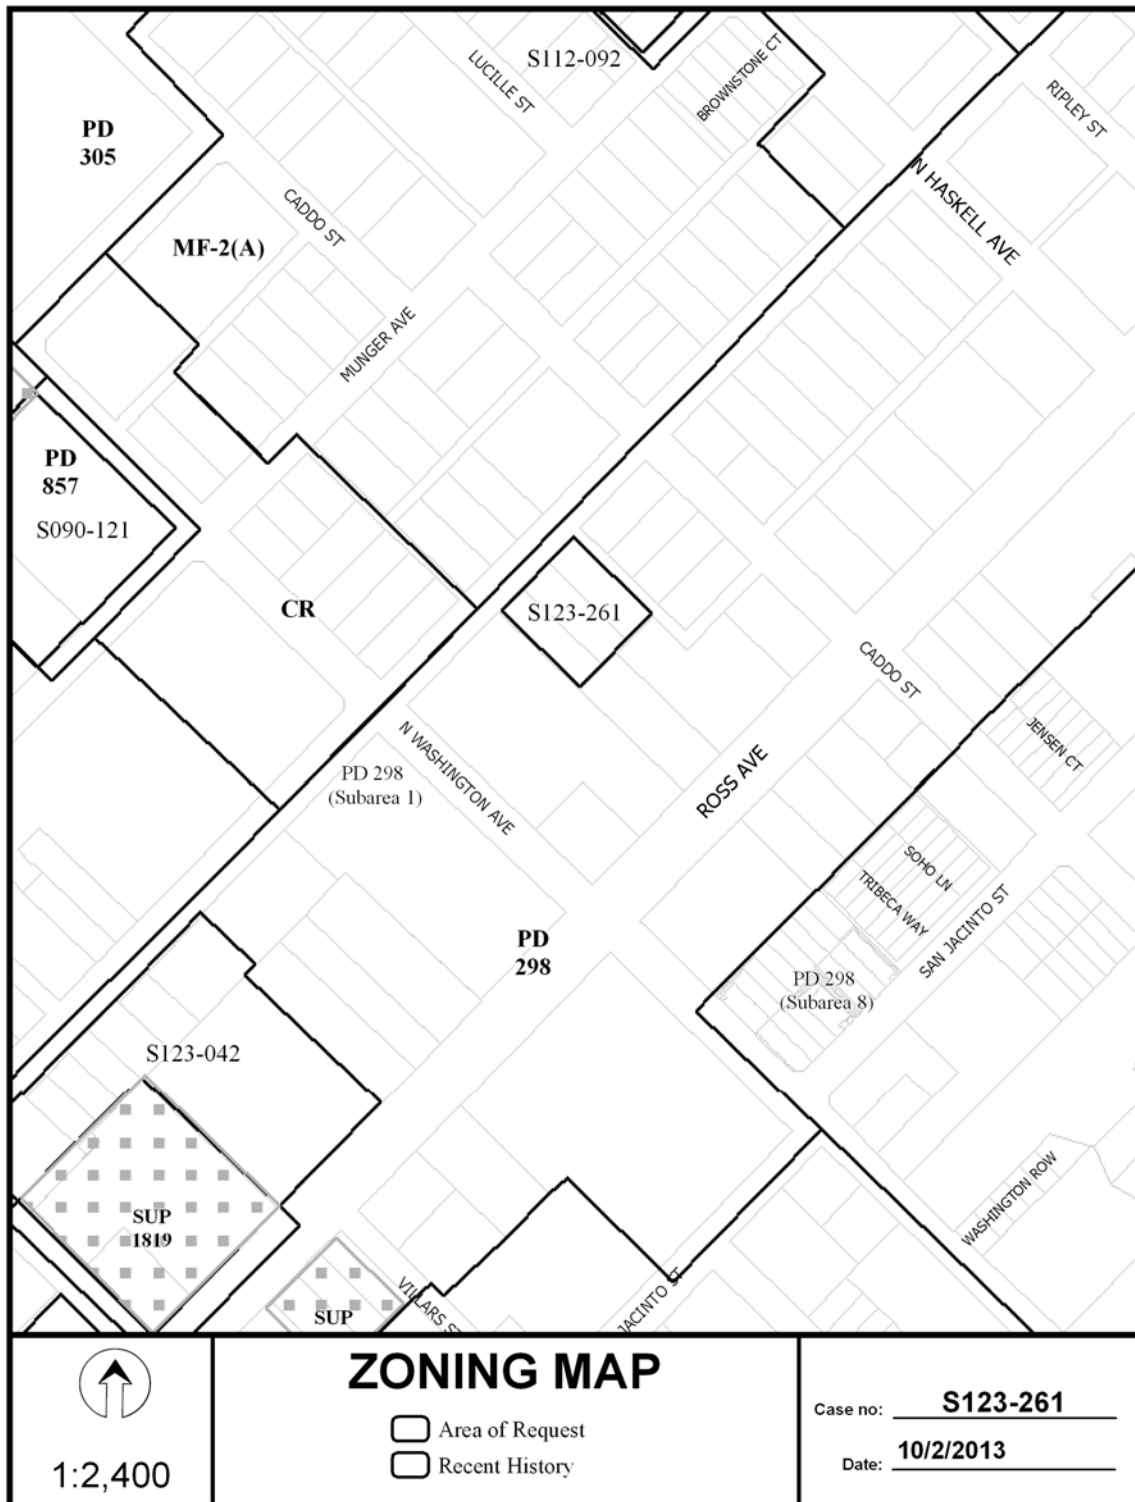 S112-092
LUCILLE ST
BROWNSTONE CT
RIPLEY ST
PD
305
N HASKELL AVE
CADDO ST
MF-2(A)
MUNGER AVE
PD
857
S090-121
CR
S123-261
CADDO ST
JENSEN CT
N WASHINGTON AVE
PD 298
(Subarea 1)
ROSS AVE
SOHO LN
TRIBECA WAY
SAN JACINTO ST
PD
298
PD 298
(Subarea 8)
S123-042
WASHINGTON ROW
SUP
1819
VILLARS ST
JACINTO ST
SUP
ZONING MAP
Area of Request
Recent History
1:2,400
Case no: S123-261
Date: 10/2/2013